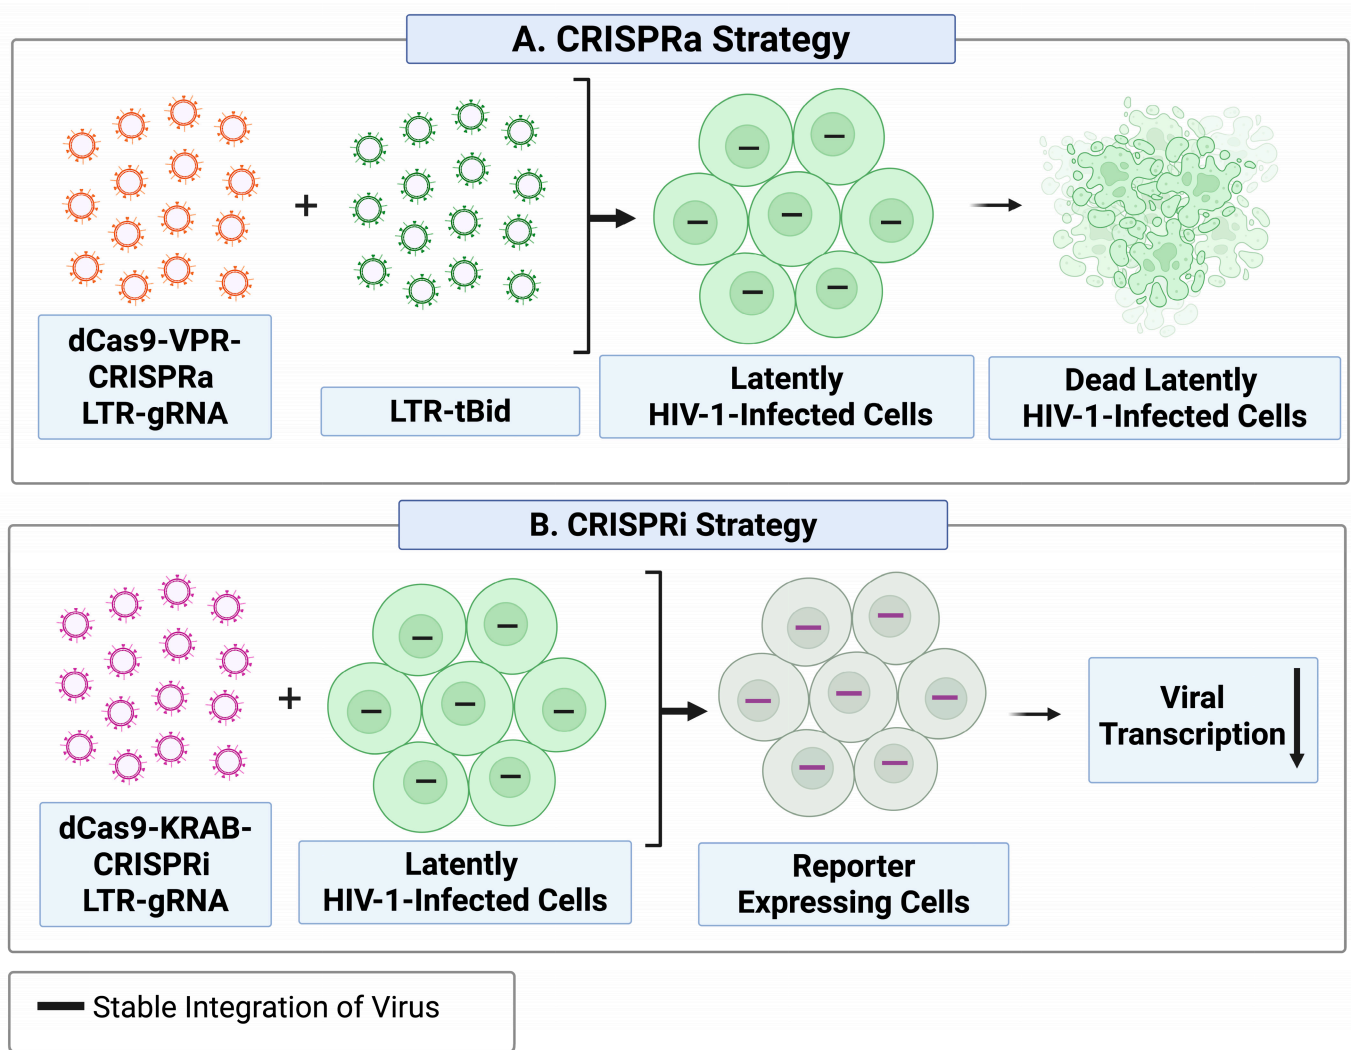 A. CRISPRa Strategy
+
dCas9-VPR-
CRISPRa
LTR-gRNA
LTR-tBid
Latently
HIV-1-Infected Cells
Dead Latently
HIV-1-Infected Cells
B. CRISPRi Strategy
+
dCas9-KRAB-
CRISPRi
LTR-gRNA
Latently
HIV-1-Infected Cells
Reporter
Expressing Cells
Viral
Transcription
Stable Integration of Virus